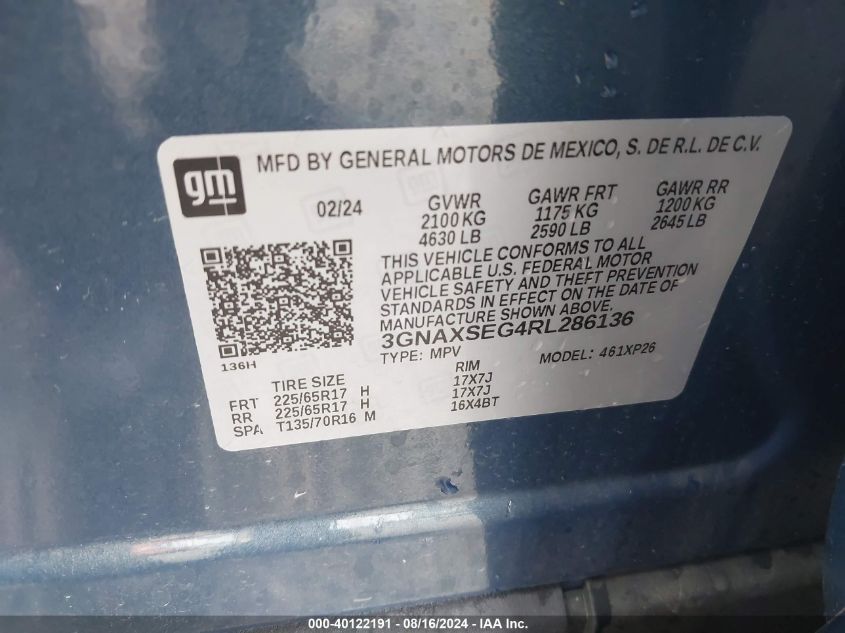 gm
MFD BY GENERAL MOTORS DE MEXICO, S. DE R.L. DE C.V.
02/24
GVWR
2100 KG
4630 LB
GAWR FRT
1175 KG
2590 LB
GAWR RR
1200 KG
2645 LB
THIS VEHICLE CONFORMS TO ALL
APPLICABLE U.S. FEDERAL MOTOR
VEHICLE SAFETY AND THEFT PREVENTION
STANDARDS IN EFFECT ON THE DATE OF
MANUFACTURE SHOWN ABOVE.
3GNAXSEG4RL286136
136H
TYPE: MPV MODEL: 461XP26
TIRE SIZE RIM
FRT 225/65R17 H 17X7J
RR 225/65R17 H 17X7J
SPA T135/70R16 M 16X4BT
000-40122191 - 08/16/2024 - IAA Inc.